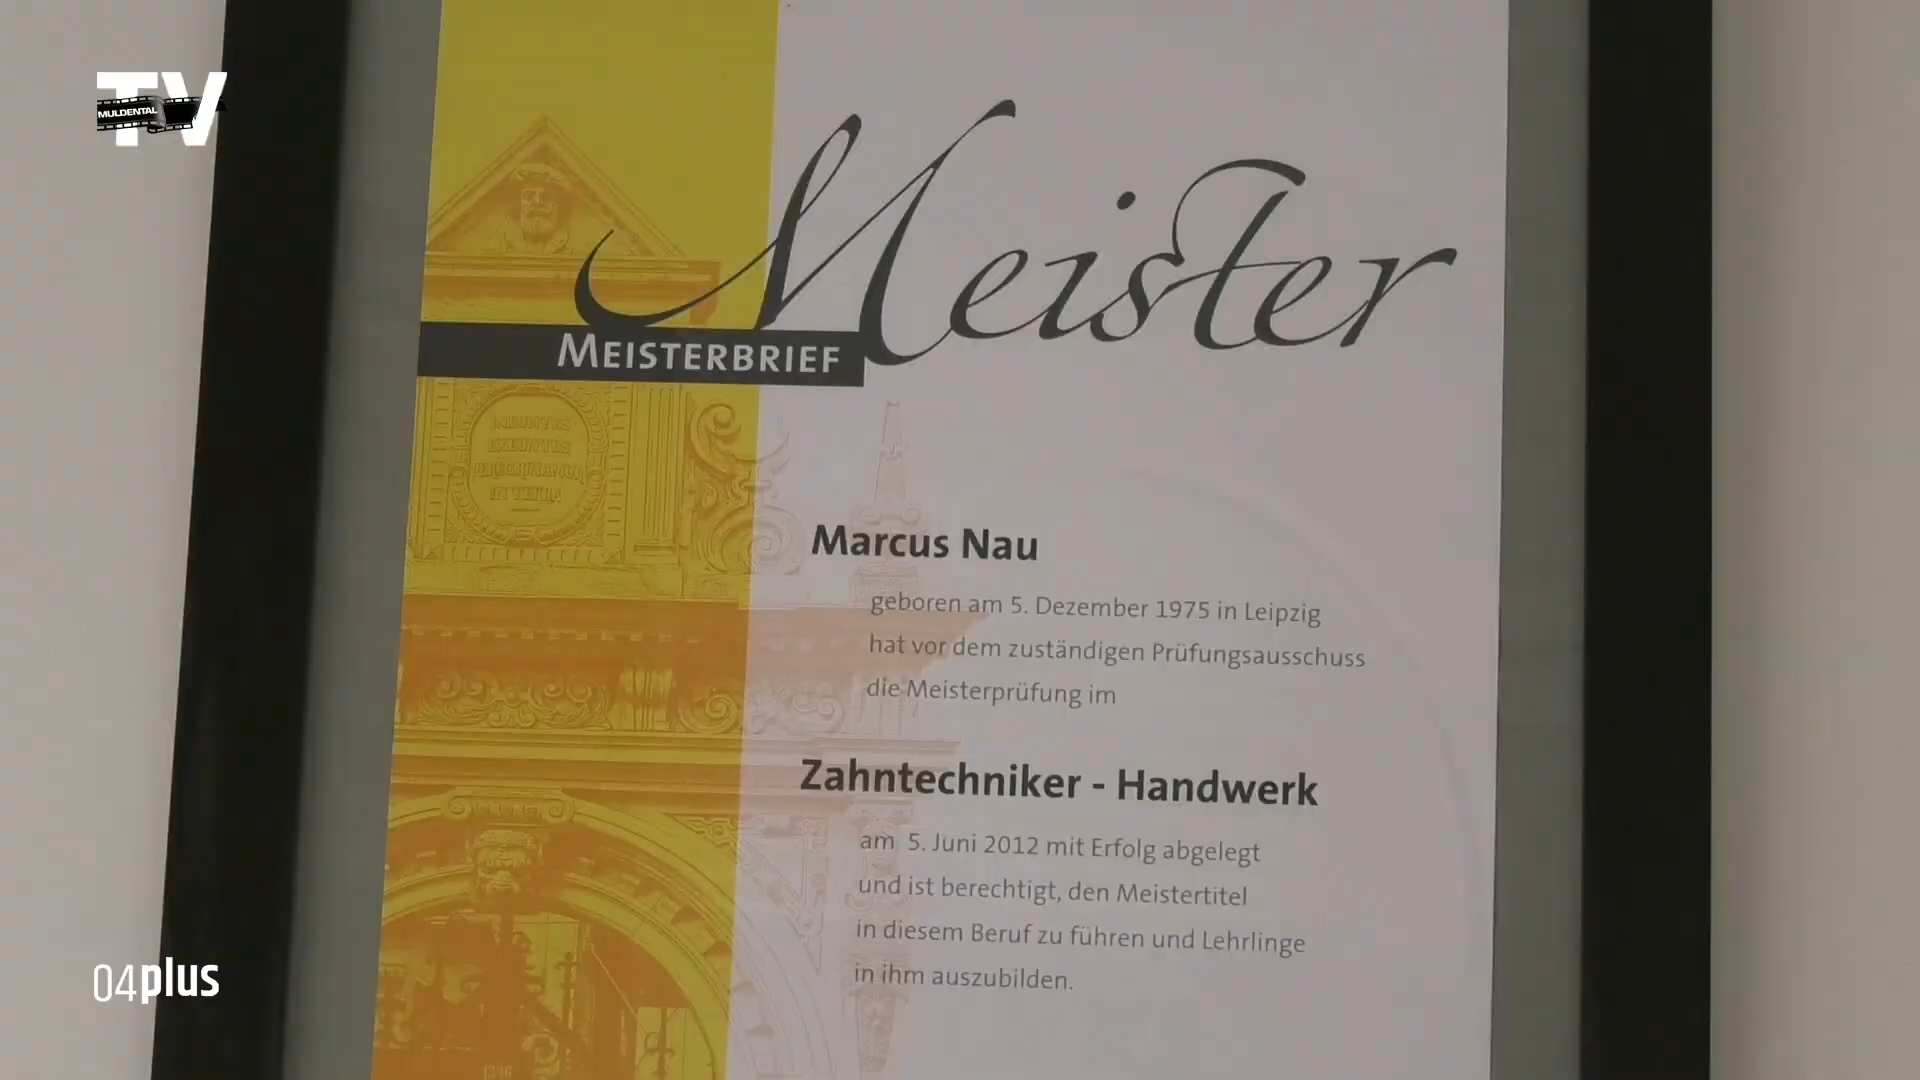 TV
MULDENTAL
Meister
MEISTERBRIEF
IN TERRA
Marcus Nau
geboren am 5. Dezember 1975 in Leipzig
hat vor dem zuständigen Prüfungsausschuss
die Meisterprüfung im
Zahntechniker - Handwerk
am 5. Juni 2012 mit Erfolg abgelegt
und ist berechtigt, den Meistertitel
in diesem Beruf zu führen und Lehrlinge
in ihm auszubilden.
04plus